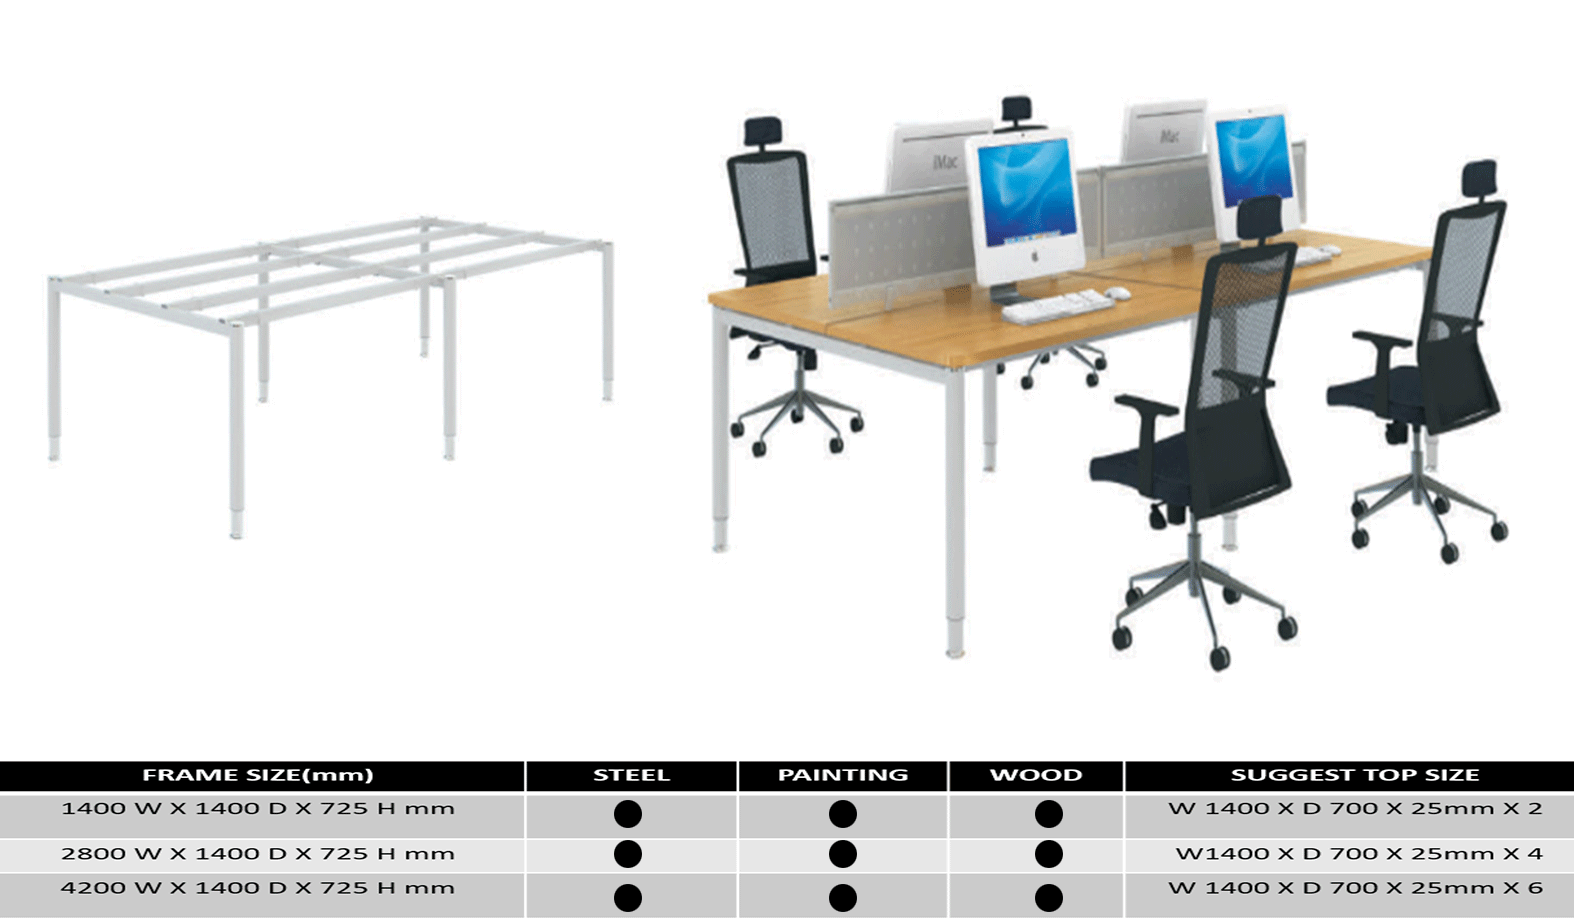 iMac
iMac
FRAME SIZE(mm) STEEL PAINTING WOOD SUGGEST TOP SIZE
1400 W X 1400 D X 725 H mm ● ● ● W 1400 X D 700 X 25mm X 2
2800 W X 1400 D X 725 H mm ● ● ● W1400 X D 700 X 25mm X 4
4200 W X 1400 D X 725 H mm ● ● ● W 1400 X D 700 X 25mm X 6